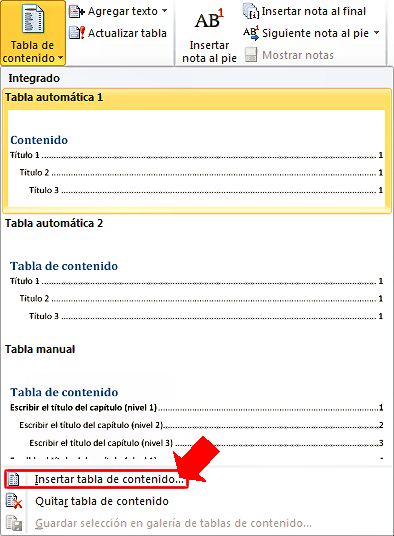 Tabla de
contenido
Agregar texto
Actualizar tabla
AB¹
Insertar
nota al pie
Insertar nota al final
AB Siguiente nota al pie
Mostrar notas
Integrado
Tabla automática 1
Contenido
Título 1 ........ 1
Título 2 ........ 1
Título 3 ........ 1
Tabla automática 2
Tabla de contenido
Título 1 ........ 1
Título 2 ........ 1
Título 3 ........ 1
Tabla manual
Tabla de contenido
Escribir el título del capítulo (nivel 1) ........ 1
Escribir el título del capítulo (nivel 2) ........ 2
Escribir el título del capítulo (nivel 3) ........ 3
Insertar tabla de contenido...
Quitar tabla de contenido
Guardar selección en galería de tablas de contenido...